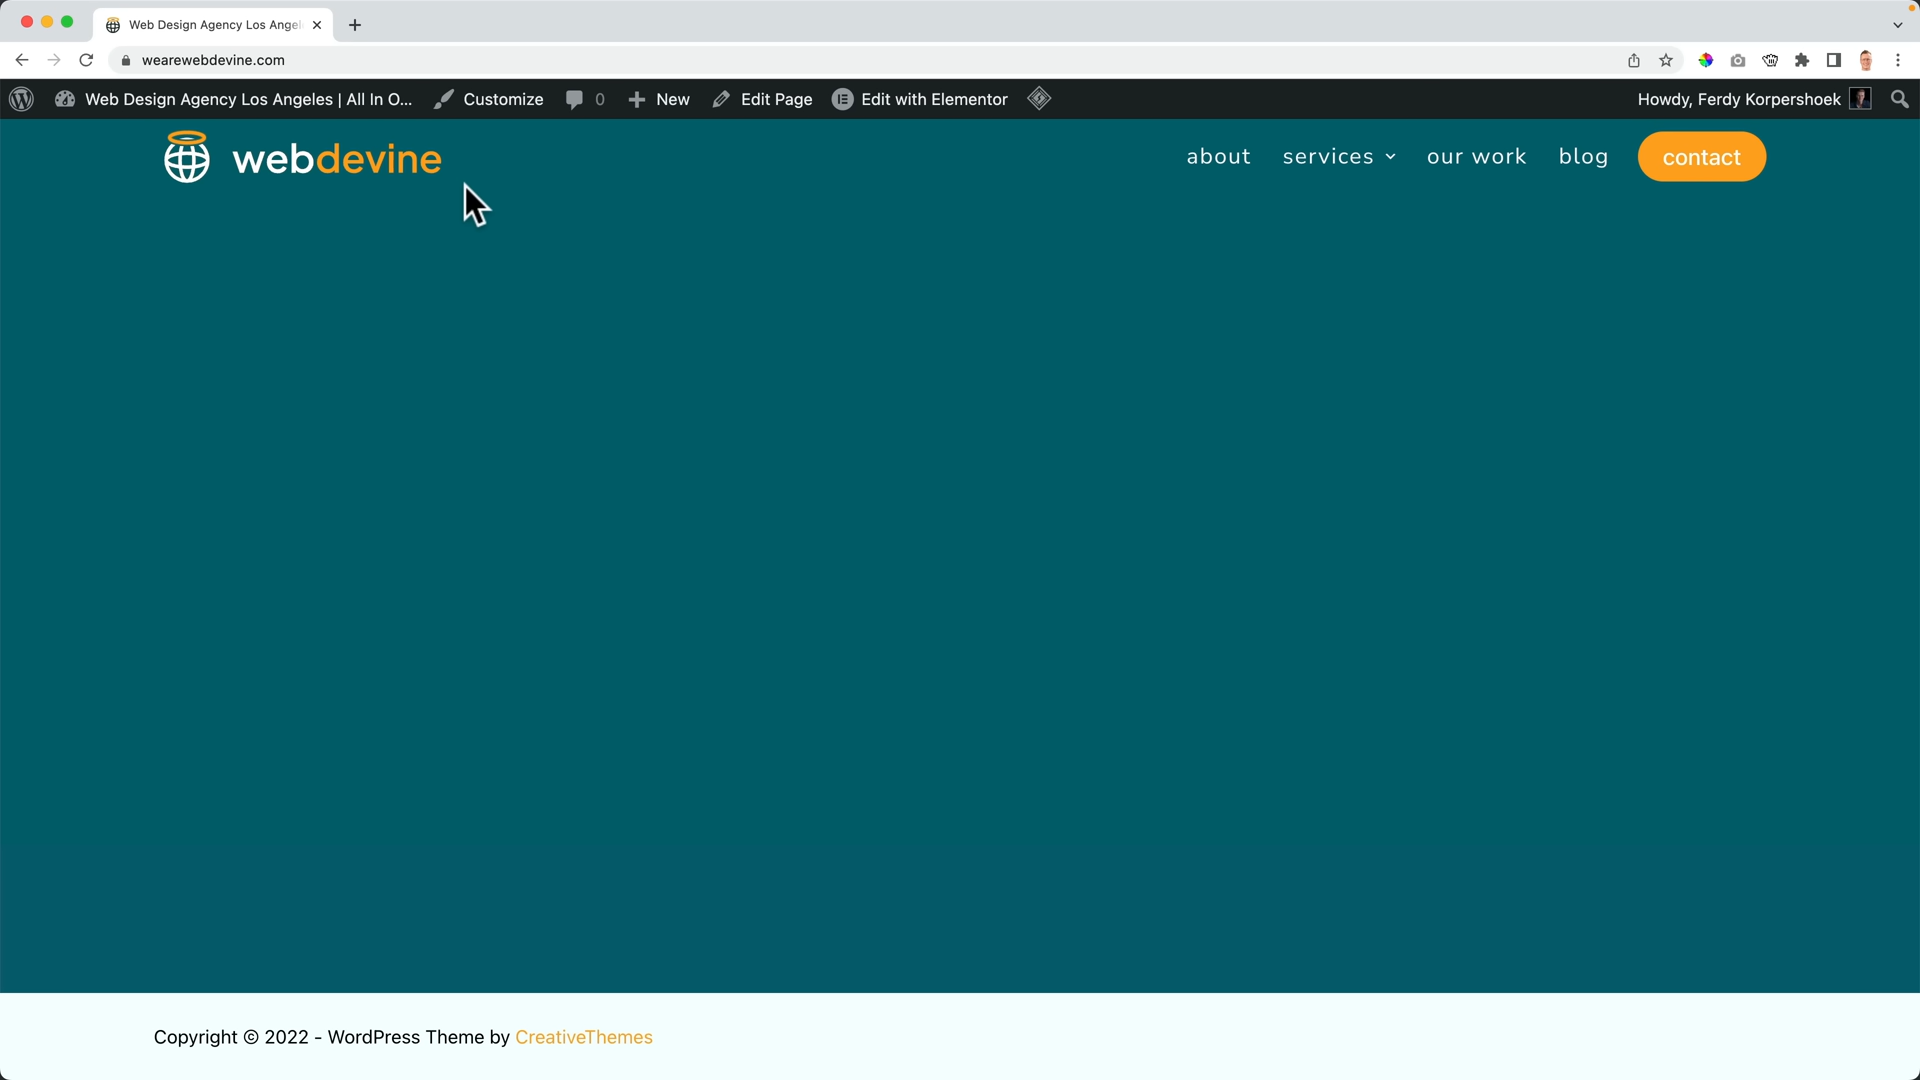 Web Design Agency Los Angel
wearewebdevine.com
Web Design Agency Los Angeles | All In O... Customize 0 New Edit Page Edit with Elementor Howdy, Ferdy Korpershoek
webdevine about services our work blog contact
Copyright © 2022 - WordPress Theme by CreativeThemes